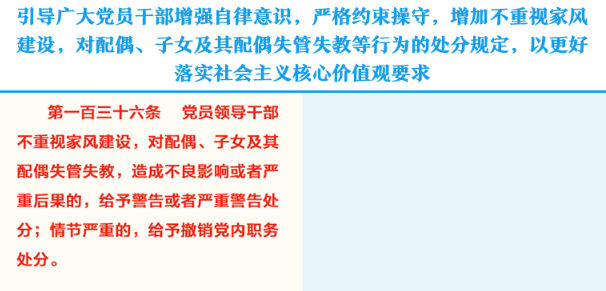 引导广大党员干部增强自律意识，严格约束操守，增加不重视家风
建设，对配偶、子女及其配偶失管失教等行为的处分规定，以更好
落实社会主义核心价值观要求
第一百三十六条 党员领导干部
不重视家风建设，对配偶、子女及其
配偶失管失教，造成不良影响或者严
重后果的，给予警告或者严重警告处
分；情节严重的，给予撤销党内职务
处分。